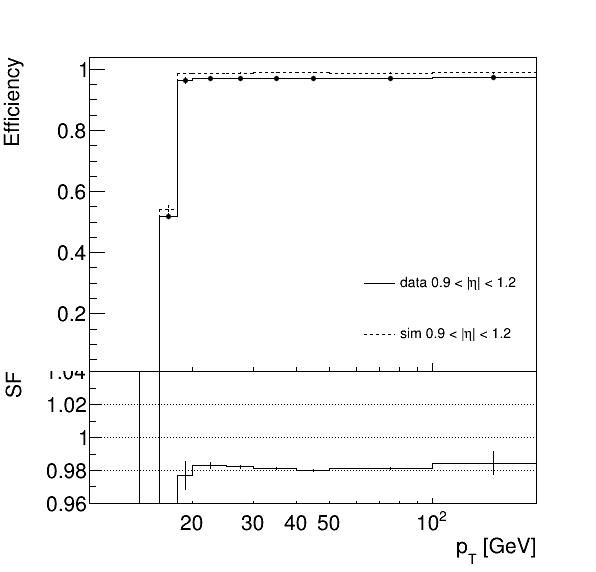 Efficiency
1
0.8
0.6
0.4
0.2
data 0.9 < |η| < 1.2
sim 0.9 < |η| < 1.2
SF
1.04
1.02
1
0.98
0.96
20 30 40 50 10²
p_T [GeV]